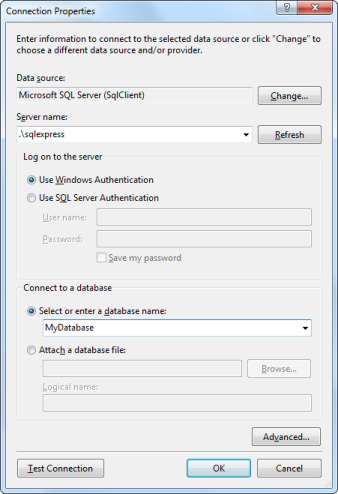 Connection Properties
Enter information to connect to the selected data source or click "Change" to
choose a different data source and/or provider.
Data source:
Microsoft SQL Server (SqlClient)
Change...
Server name:
.\sqlexpress
Refresh
Log on to the server
Use Windows Authentication
Use SQL Server Authentication
User name:
Password:
Save my password
Connect to a database
Select or enter a database name:
MyDatabase
Attach a database file:
Browse...
Logical name:
Advanced...
Test Connection
OK
Cancel